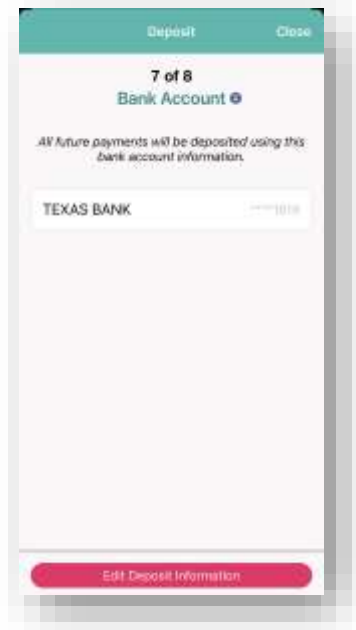 Deposit Close
7 of 8
Bank Account
All future payments will be deposited using this
bank account information.
TEXAS BANK
Edit Deposit Information